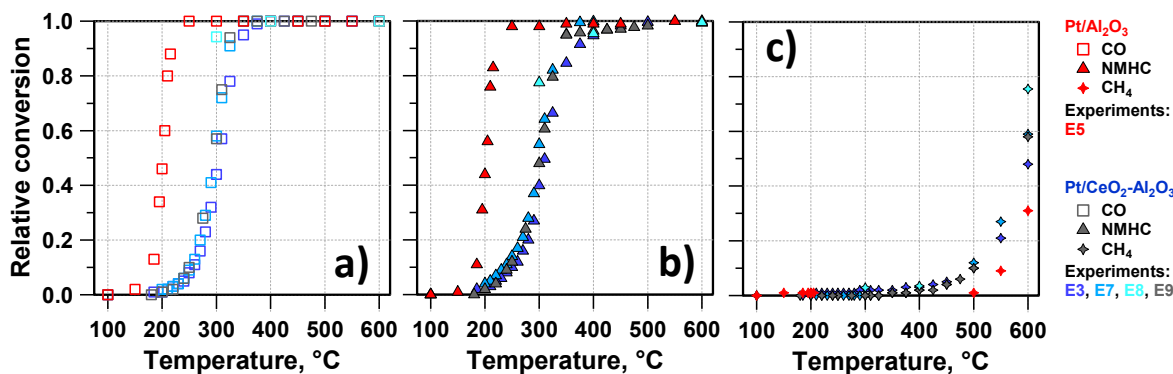 Relative conversion
1.0
0.8
0.6
0.4
0.2
0.0
a)
100 200 300 400 500 600
Temperature, °C
b)
100 200 300 400 500 600
Temperature, °C
c)
100 200 300 400 500 600
Temperature, °C
Pt/Al₂O₃
CO
NMHC
CH₄
Experiments:
E5
Pt/CeO₂-Al₂O₃
CO
NMHC
CH₄
Experiments:
E3, E7, E8, E9